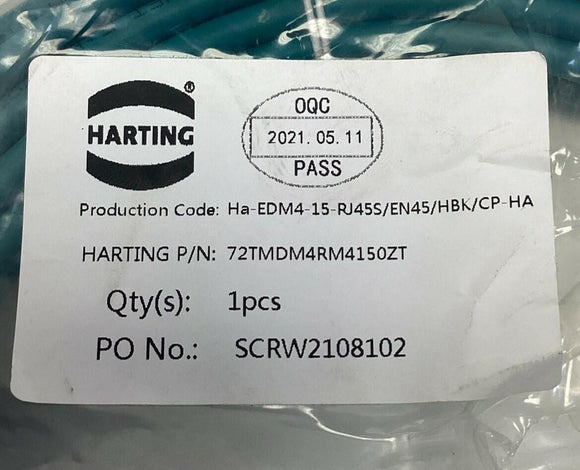 HARTING®
OQC
2021. 05. 11
PASS
Production Code: Ha-EDM4-15-RJ45S/EN45/HBK/CP-HA
HARTING P/N: 72TMDM4RM4150ZT
Qty(s): 1pcs
PO No.: SCRW2108102